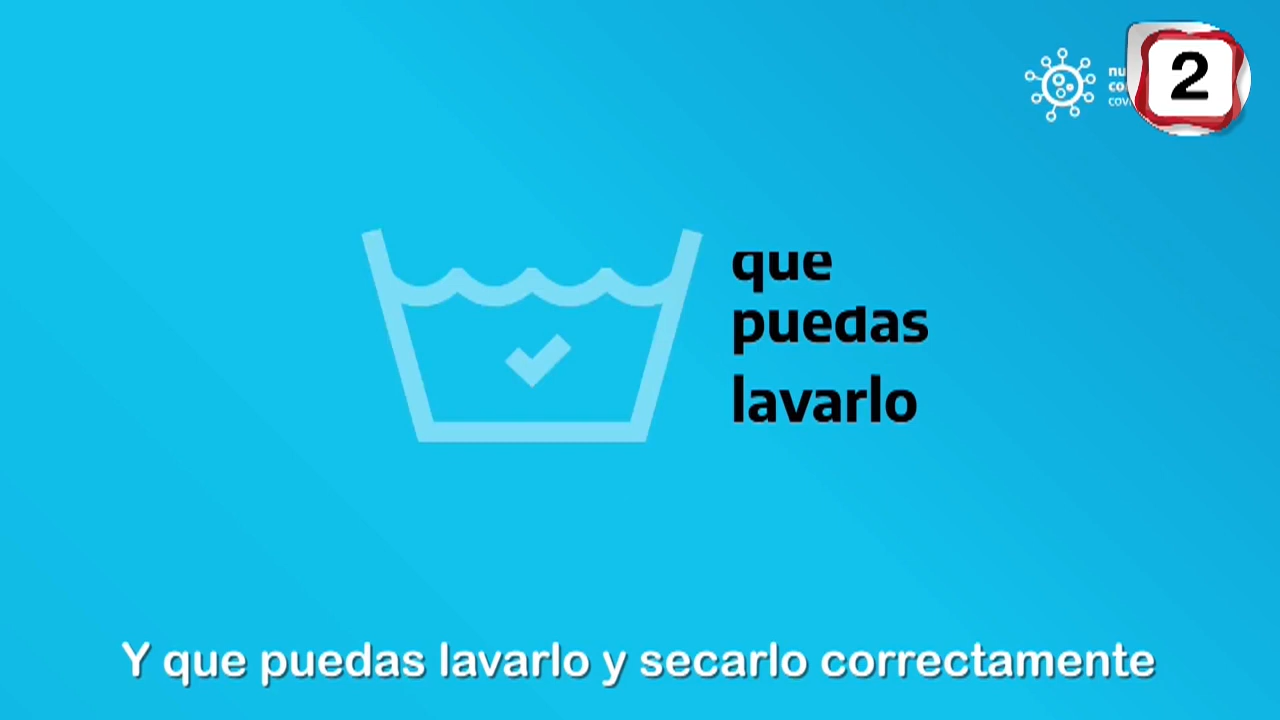 2
que
puedas
lavarlo
Y que puedas lavarlo y secarlo correctamente